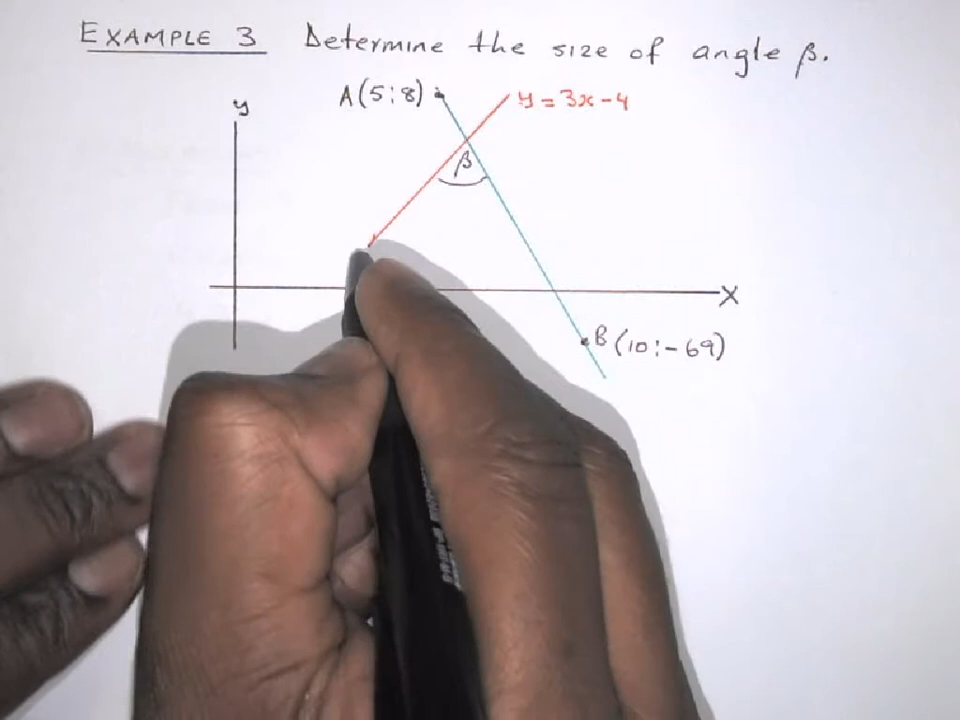 EXAMPLE 3 Determine the size of angle β.
y
A(5;8)
y = 3x - 4
β
X
B (10;-69)